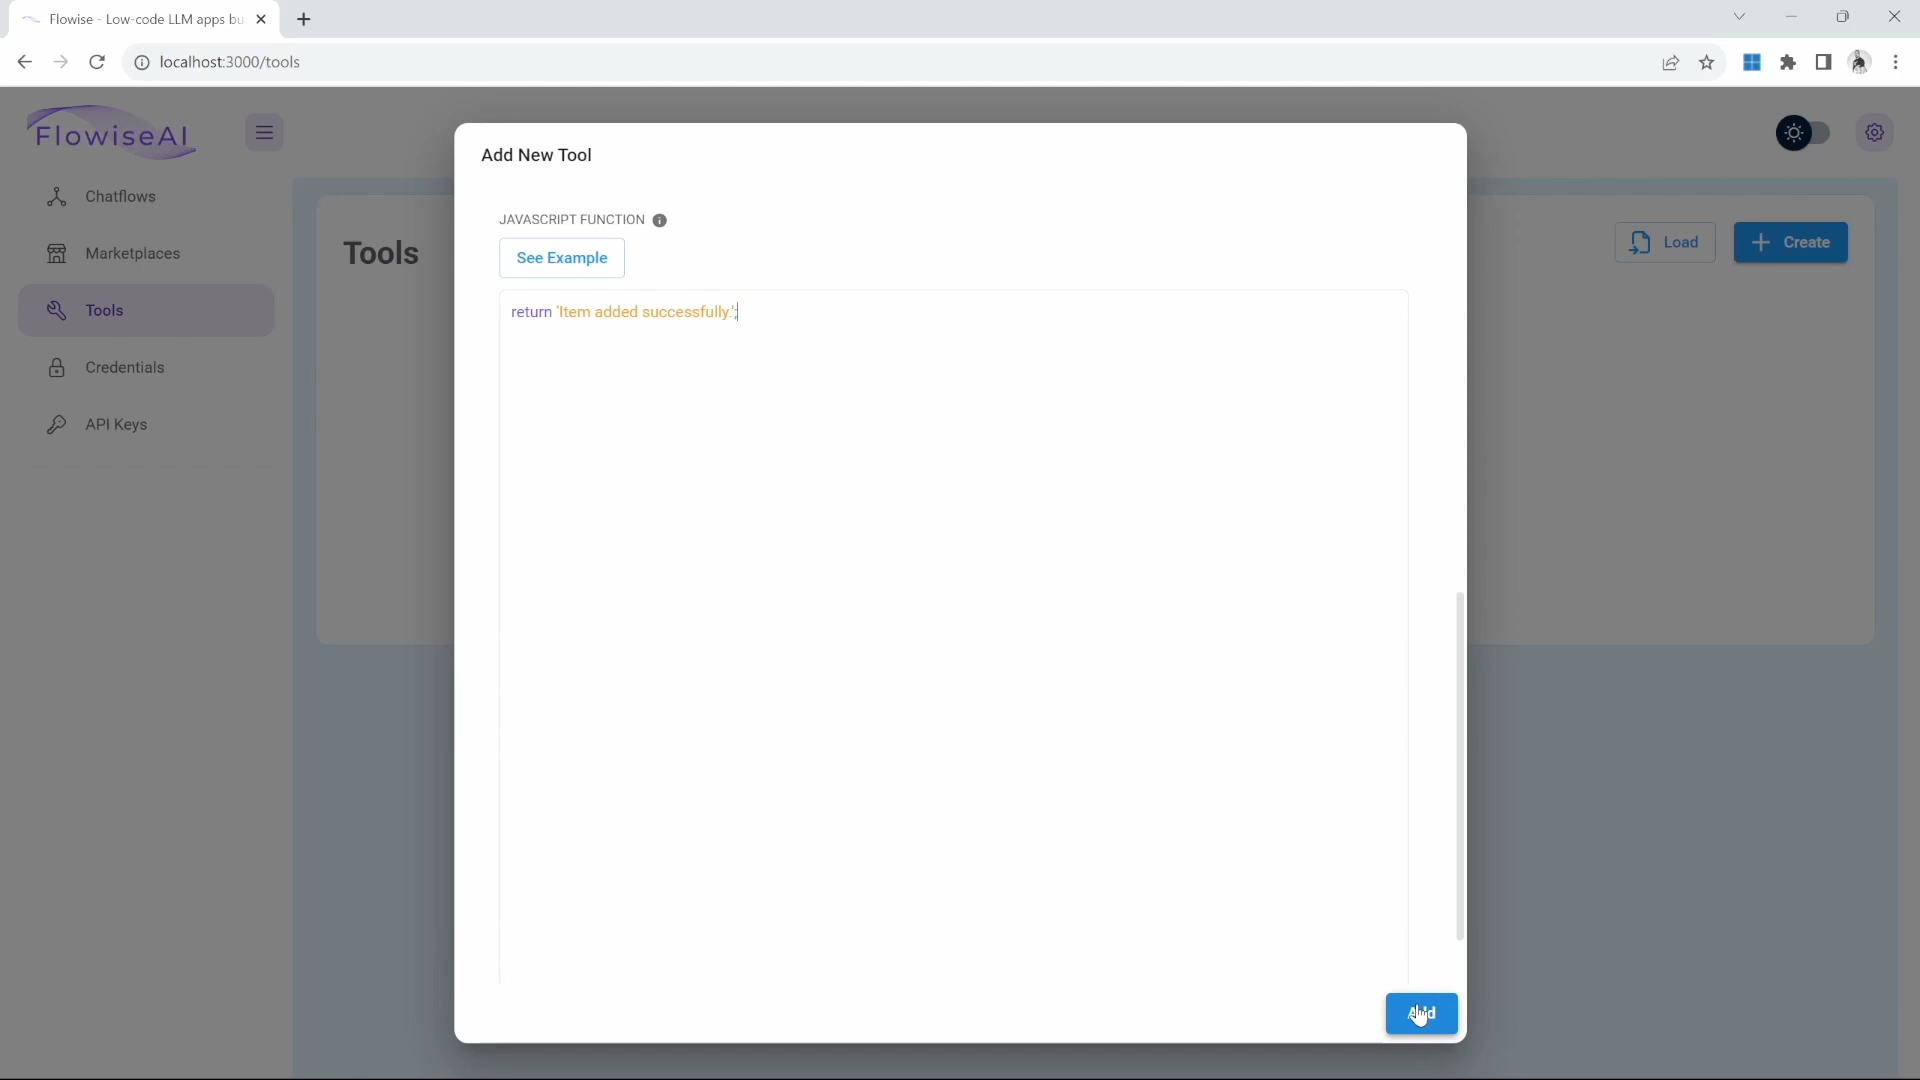 Flowise - Low-code LLM apps bu
localhost:3000/tools
FlowiseAI
Add New Tool
Chatflows
JAVASCRIPT FUNCTION
Marketplaces
Tools
Load
Create
See Example
Tools
return 'Item added successfully.';
Credentials
API Keys